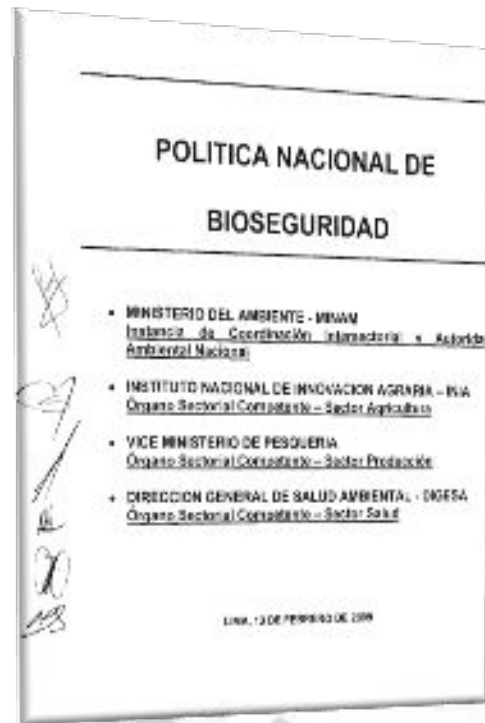 POLITICA NACIONAL DE
BIOSEGURIDAD
• MINISTERIO DEL AMBIENTE - MINAM
Instancia de Coordinación Intersectorial y Autoridad
Ambiental Nacional
• INSTITUTO NACIONAL DE INNOVACION AGRARIA – INIA
Órgano Sectorial Competente – Sector Agricultura
• VICE MINISTERIO DE PESQUERIA
Órgano Sectorial Competente – Sector Producción
• DIRECCION GENERAL DE SALUD AMBIENTAL - DIGESA
Órgano Sectorial Competente – Sector Salud
LIMA, DE FEBRERO DE 2009